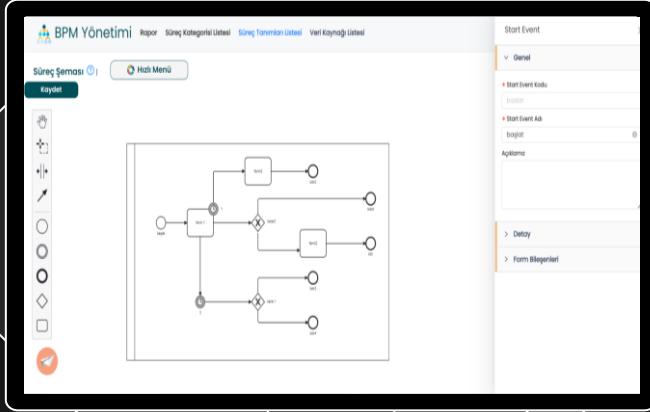 BPM Yönetimi
Rapor
Süreç Kategorisi Listesi
Süreç Tanımları Listesi
Veri Kaynağı Listesi
Süreç Şeması
Hızlı Menü
Kaydet
Start Event
Genel
* Start Event Kodu
baslat
* Start Event Adı
başlat
Açıklama
Detay
Form Bileşenleri